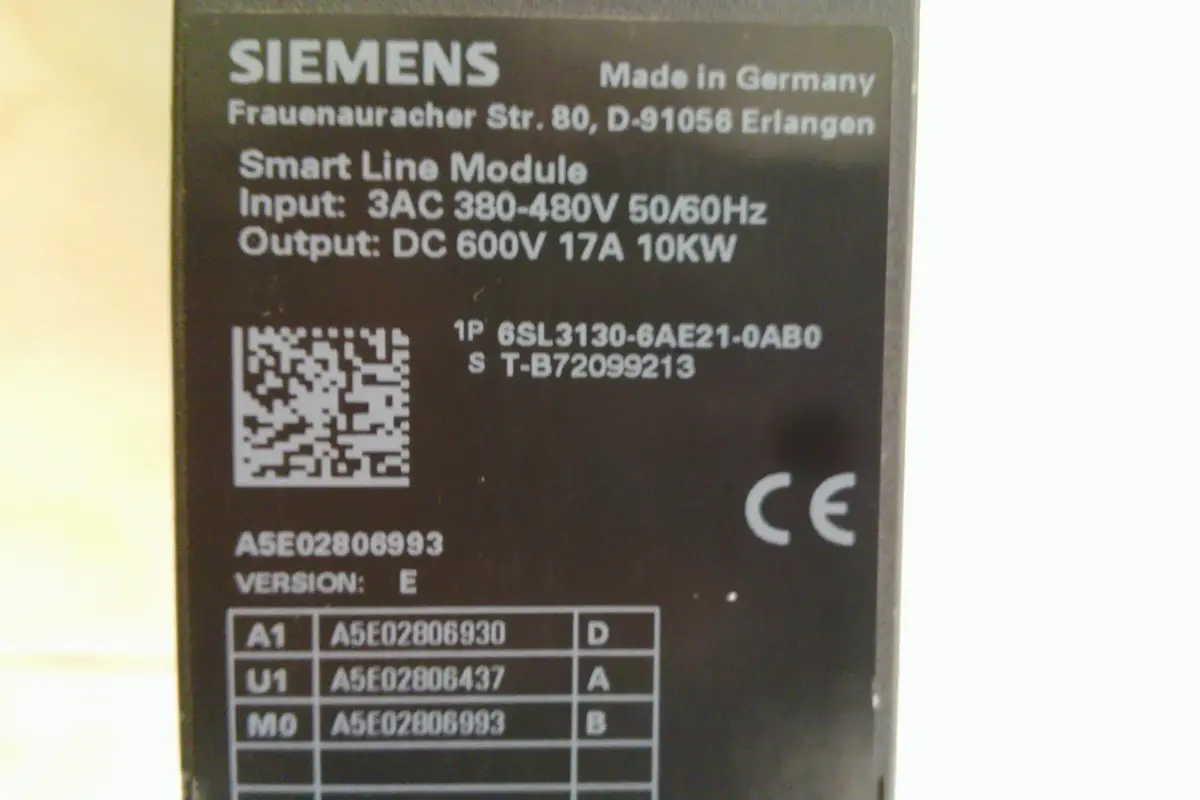 SIEMENS Made in Germany
Frauenauracher Str. 80, D-91056 Erlangen
Smart Line Module
Input: 3AC 380-480V 50/60Hz
Output: DC 600V 17A 10KW
1P 6SL3130-6AE21-0AB0
S T-B72099213
CE
A5E02806993
VERSION: E
A1 A5E02806930 D
U1 A5E02806437 A
M0 A5E02806993 B